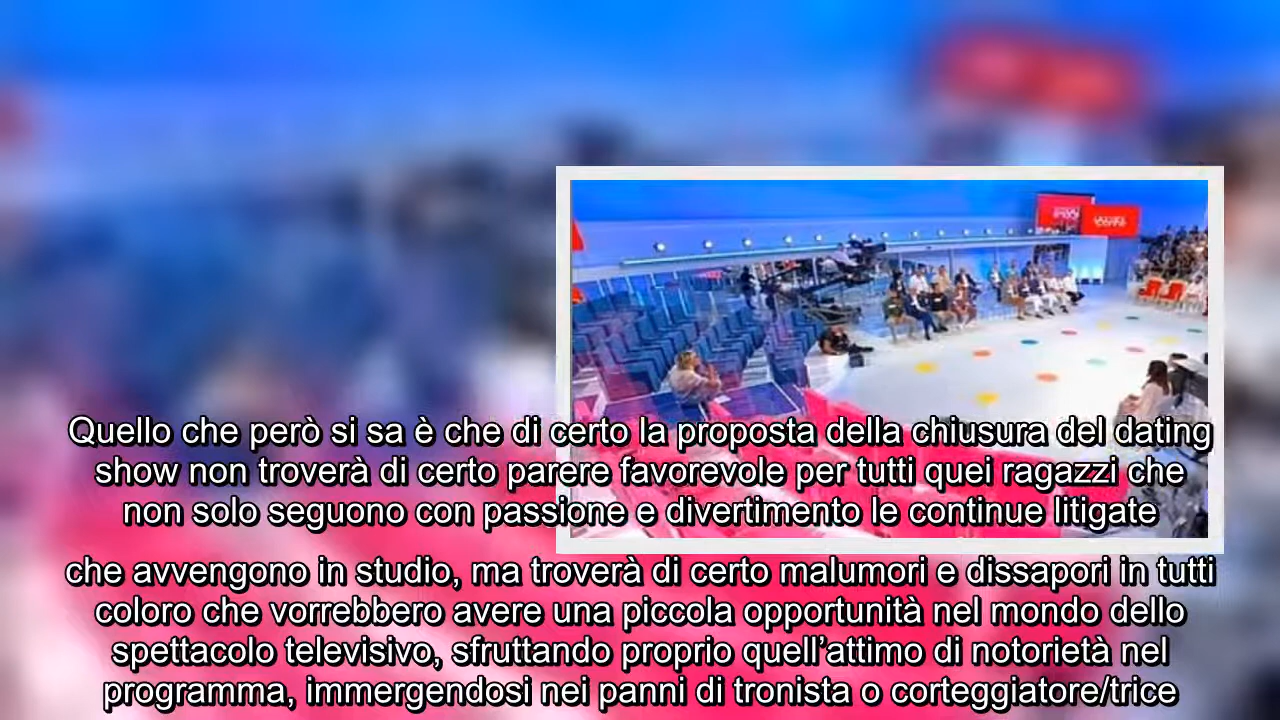 Quello che però si sa è che di certo la proposta della chiusura del dating
show non troverà di certo parere favorevole per tutti quei ragazzi che
non solo seguono con passione e divertimento le continue litigate
che avvengono in studio, ma troverà di certo malumori e dissapori in tutti
coloro che vorrebbero avere una piccola opportunità nel mondo dello
spettacolo televisivo, sfruttando proprio quell’attimo di notorietà nel
programma, immergendosi nei panni di tronista o corteggiatore/trice